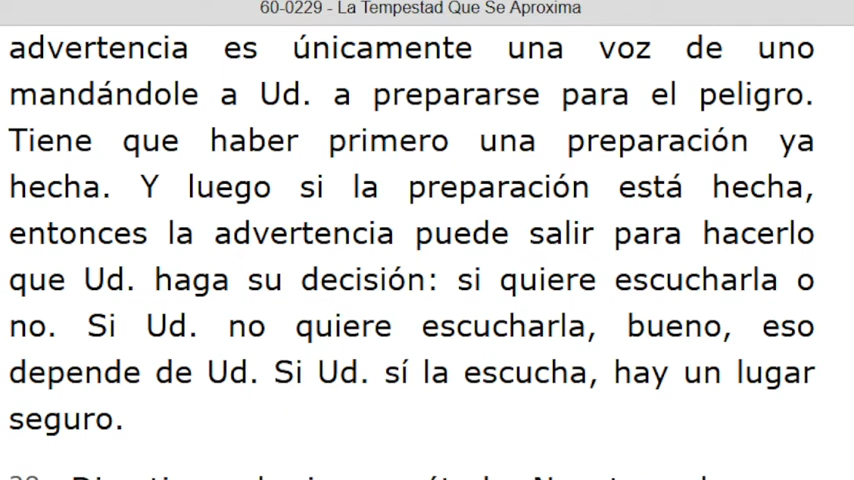 60-0229 - La Tempestad Que Se Aproxima
advertencia es únicamente una voz de uno
mandándole a Ud. a prepararse para el peligro.
Tiene que haber primero una preparación ya
hecha. Y luego si la preparación está hecha,
entonces la advertencia puede salir para hacerlo
que Ud. haga su decisión: si quiere escucharla o
no. Si Ud. no quiere escucharla, bueno, eso
depende de Ud. Si Ud. sí la escucha, hay un lugar
seguro.